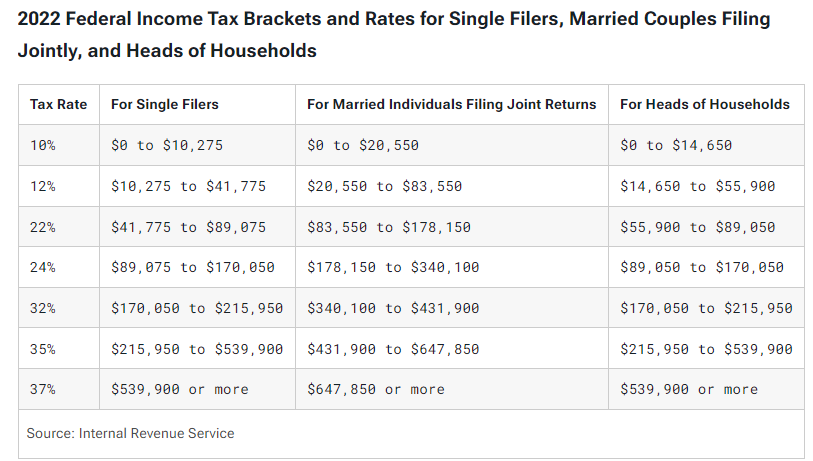 2022 Federal Income Tax Brackets and Rates for Single Filers, Married Couples Filing
Jointly, and Heads of Households
Tax Rate For Single Filers For Married Individuals Filing Joint Returns For Heads of Households
10% $0 to $10,275 $0 to $20,550 $0 to $14,650
12% $10,275 to $41,775 $20,550 to $83,550 $14,650 to $55,900
22% $41,775 to $89,075 $83,550 to $178,150 $55,900 to $89,050
24% $89,075 to $170,050 $178,150 to $340,100 $89,050 to $170,050
32% $170,050 to $215,950 $340,100 to $431,900 $170,050 to $215,950
35% $215,950 to $539,900 $431,900 to $647,850 $215,950 to $539,900
37% $539,900 or more $647,850 or more $539,900 or more
Source: Internal Revenue Service